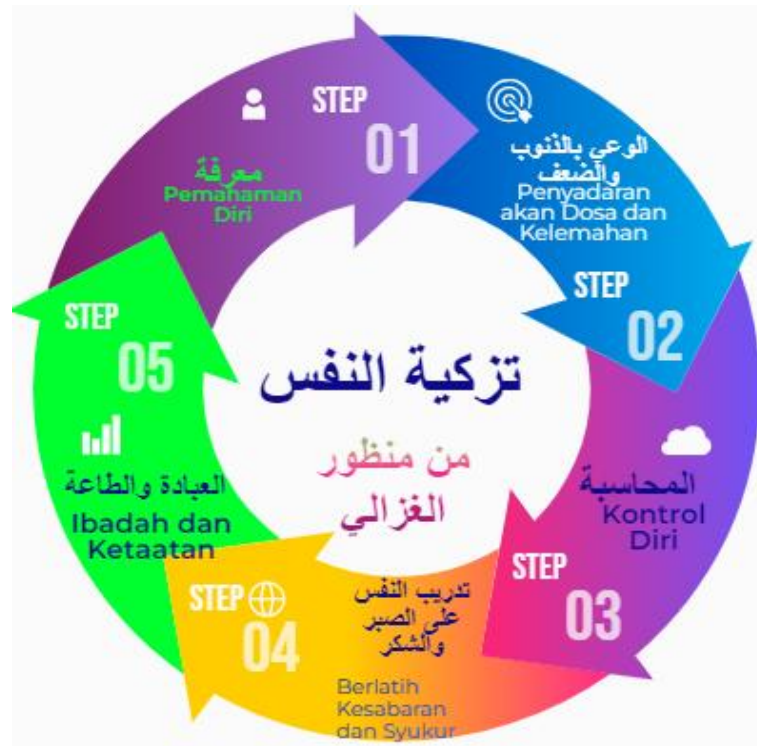 تزكية النفس
من منظور
الغزالي
STEP
01
معرفة
Pemahaman
Diri
الوعي بالذنوب
والضعف
Penyadaran
akan Dosa dan
Kelemahan
STEP
02
المحاسبة
Kontrol
Diri
STEP
03
تدريب النفس
على الصبر
والشكر
Berlatih
Kesabaran
dan Syukur
STEP
04
العبادة والطاعة
Ibadah dan
Ketaatan
STEP
05